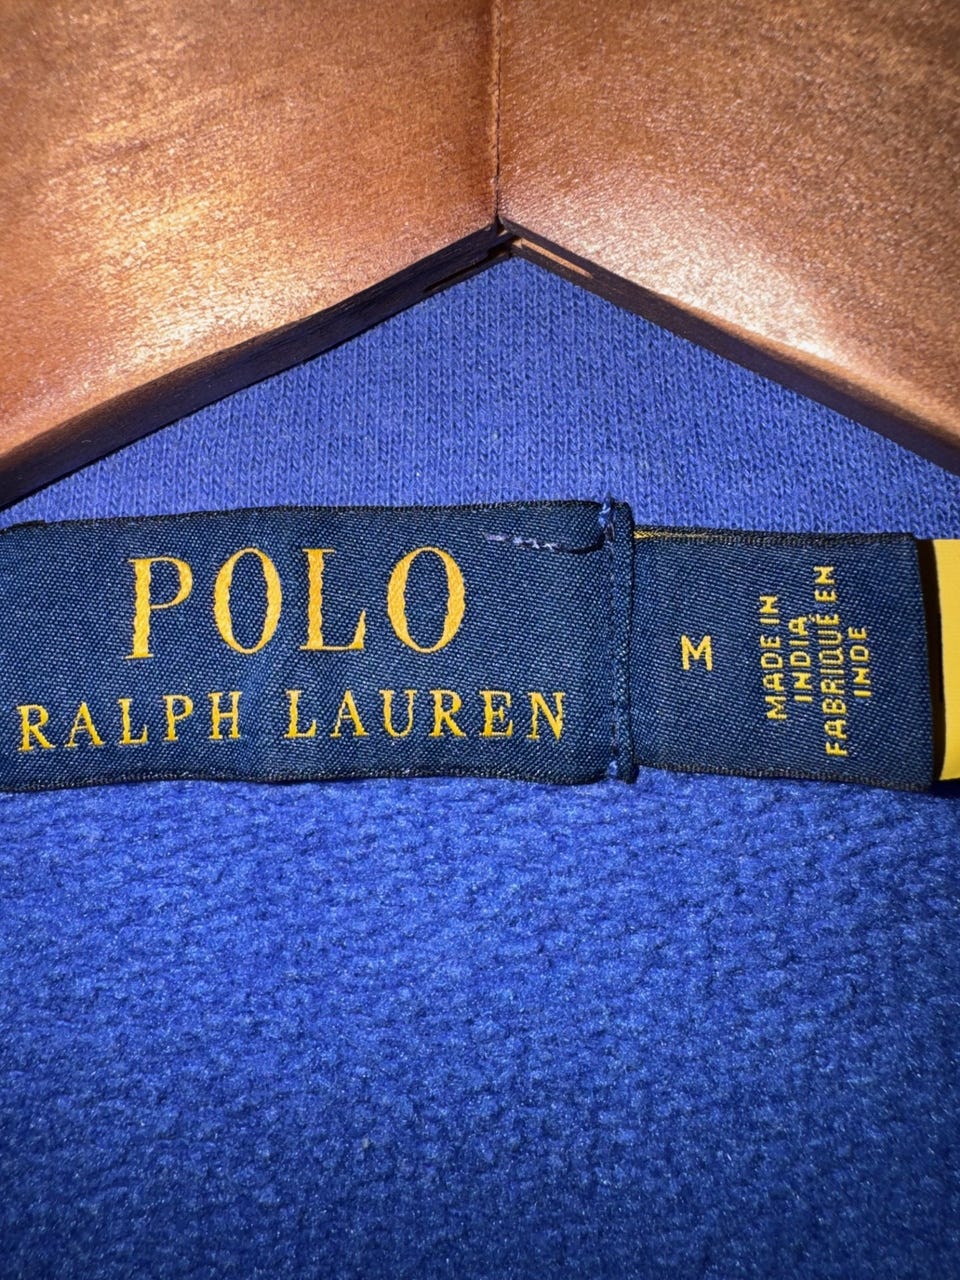 POLO
RALPH LAUREN
M
MADE IN
INDIA
FABRIQUÉ EN
INDE